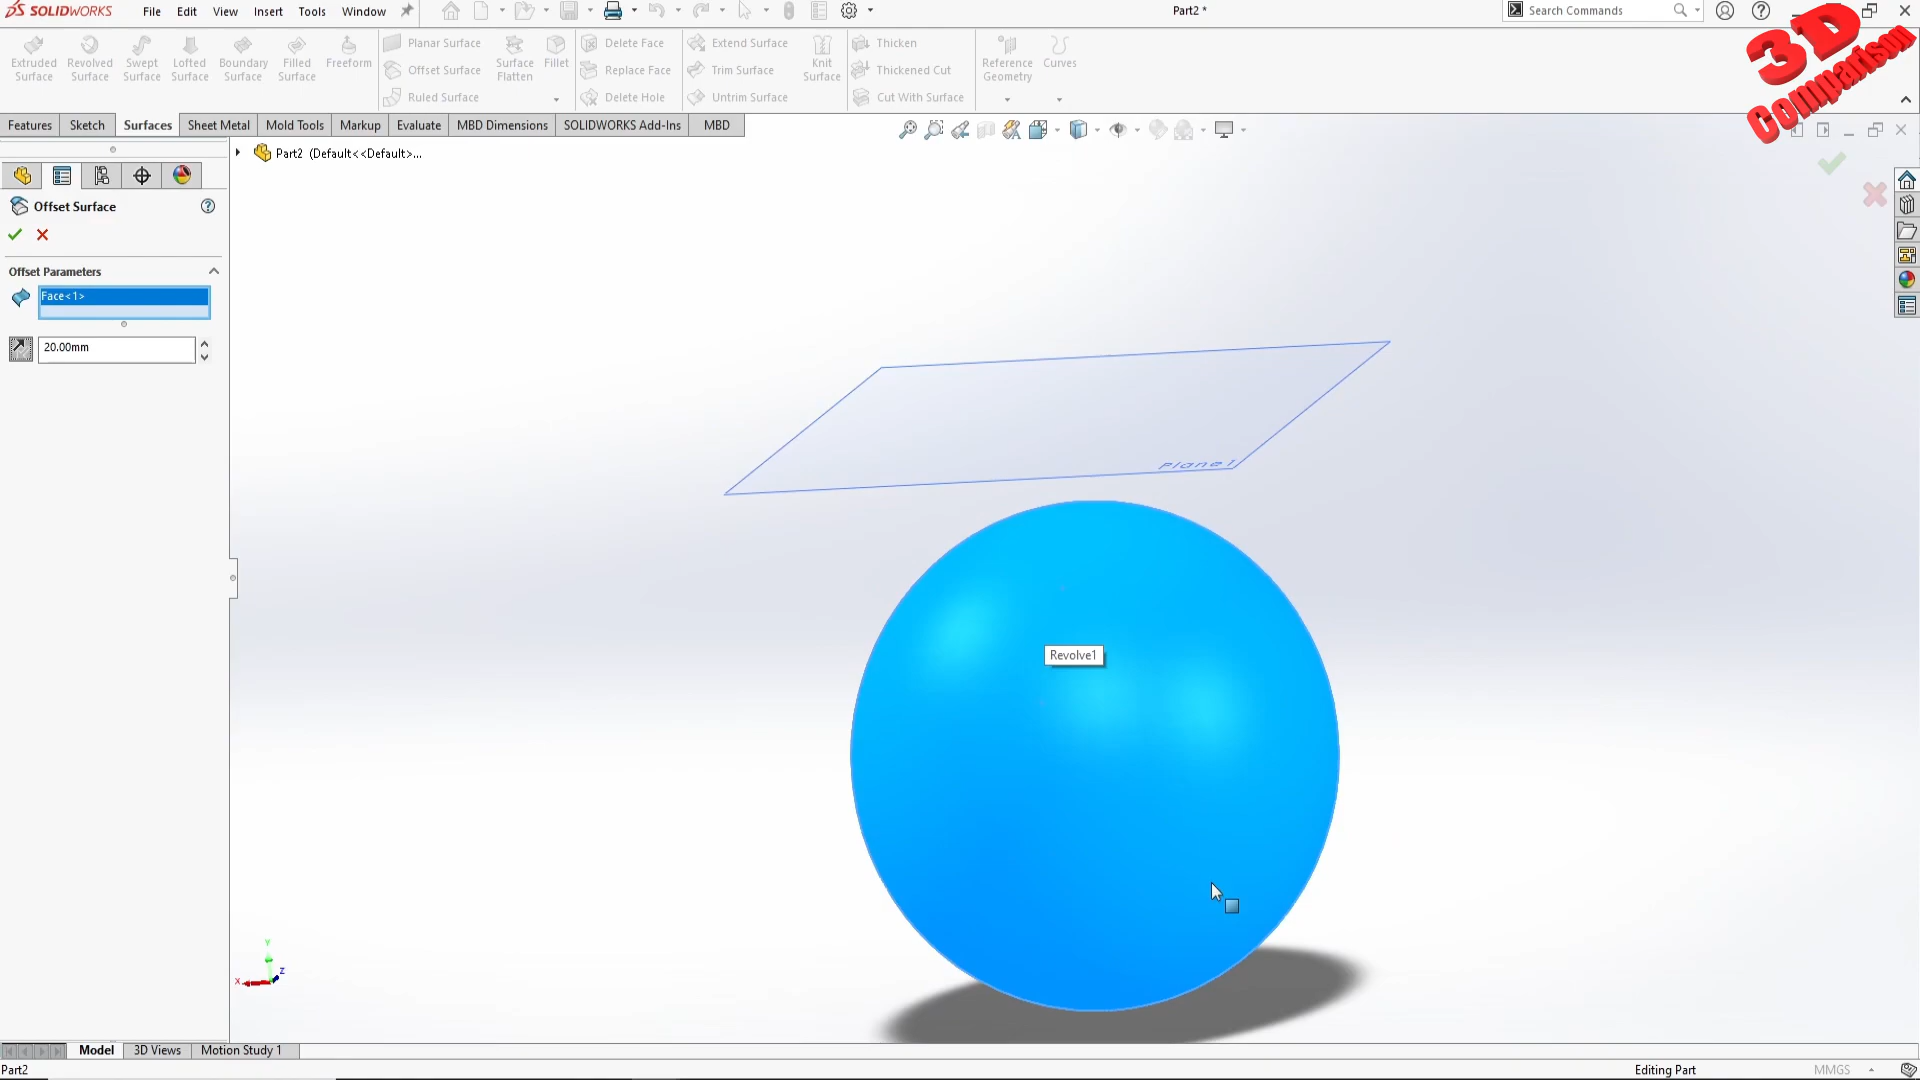 SOLIDWORKS
File Edit View Insert Tools Window
Part2 *
Search Commands
3D
Comparison
Extruded Surface
Revolved Surface
Swept Surface
Lofted Surface
Boundary Surface
Filled Surface
Freeform
Planar Surface
Offset Surface
Ruled Surface
Surface Flatten
Fillet
Delete Face
Replace Face
Delete Hole
Extend Surface
Trim Surface
Untrim Surface
Knit Surface
Thicken
Thickened Cut
Cut With Surface
Reference Geometry
Curves
Features Sketch Surfaces Sheet Metal Mold Tools Markup Evaluate MBD Dimensions SOLIDWORKS Add-Ins MBD
Part2 (Default<<Default>...
Offset Surface
Offset Parameters
Face<1>
20.00mm
Plane1
Revolve1
Y
Z
X
Model 3D Views Motion Study 1
Part2
Editing Part
MMGS